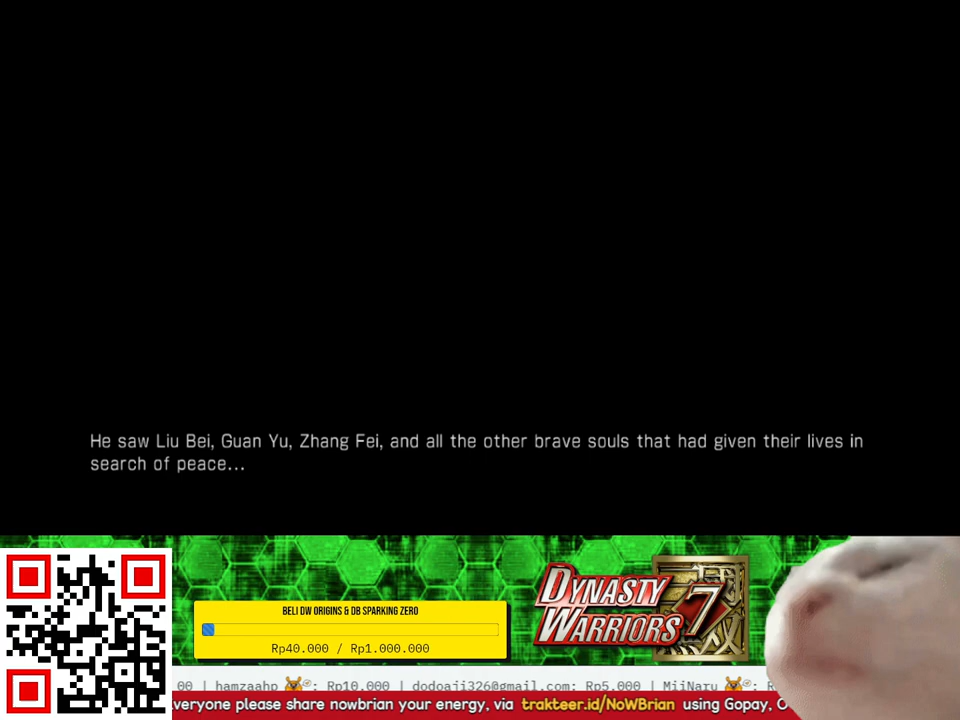 He saw Liu Bei, Guan Yu, Zhang Fei, and all the other brave souls that had given their lives in
search of peace...
BELI DW ORIGINS & DB SPARKING ZERO
Rp40.000 / Rp1.000.000
DYNASTY
WARRIORS 7
00 | hamzaahp : Rp10.000 | dodoaji326@gmail.com: Rp5.000 | MiiNaru : R
veryone please share nowbrian your energy, via trakteer.id/NoWBrian using Gopay, O